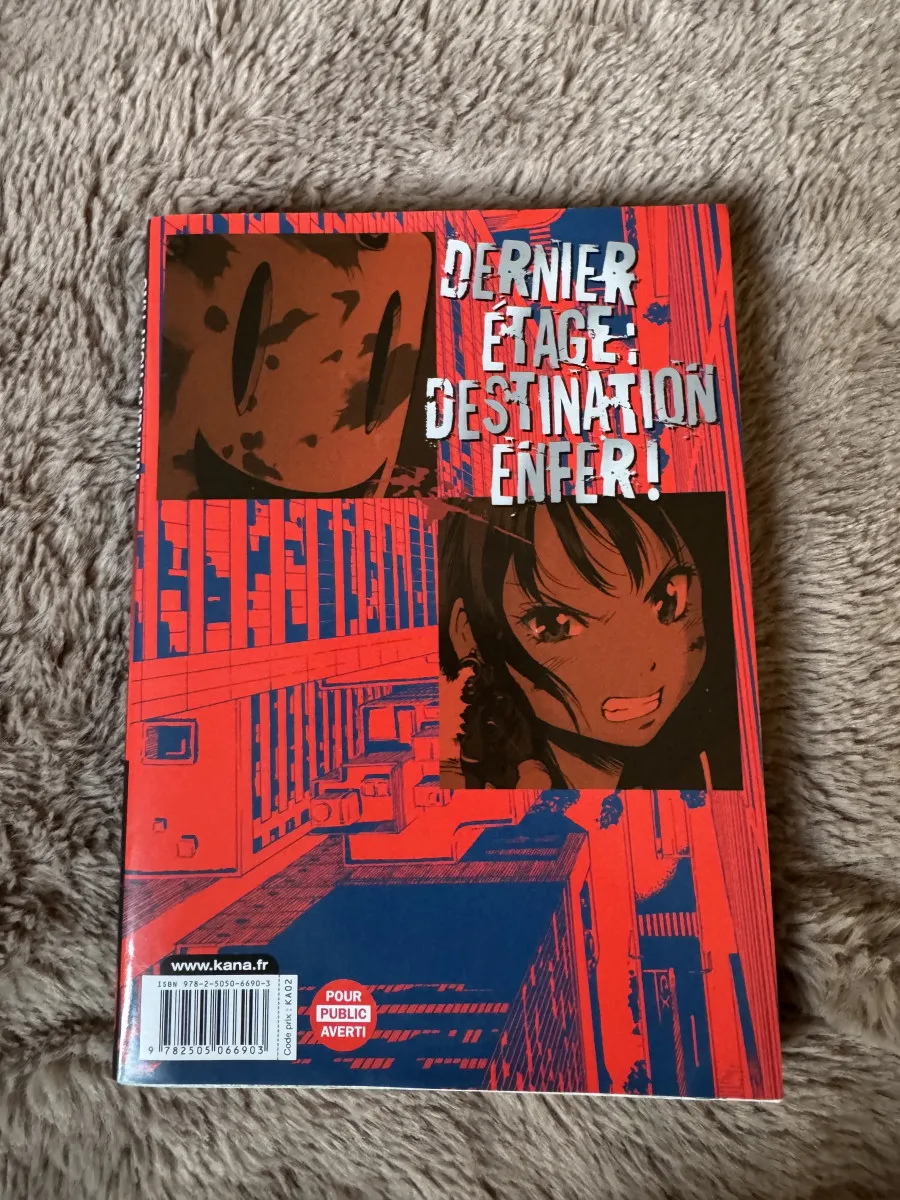 DERNIER
ÉTAGE :
DESTINATION
ENFER !
www.kana.fr
ISBN 978-2-5050-6690-3
9 782505 066903
Code prix : KA02
POUR
PUBLIC
AVERTI